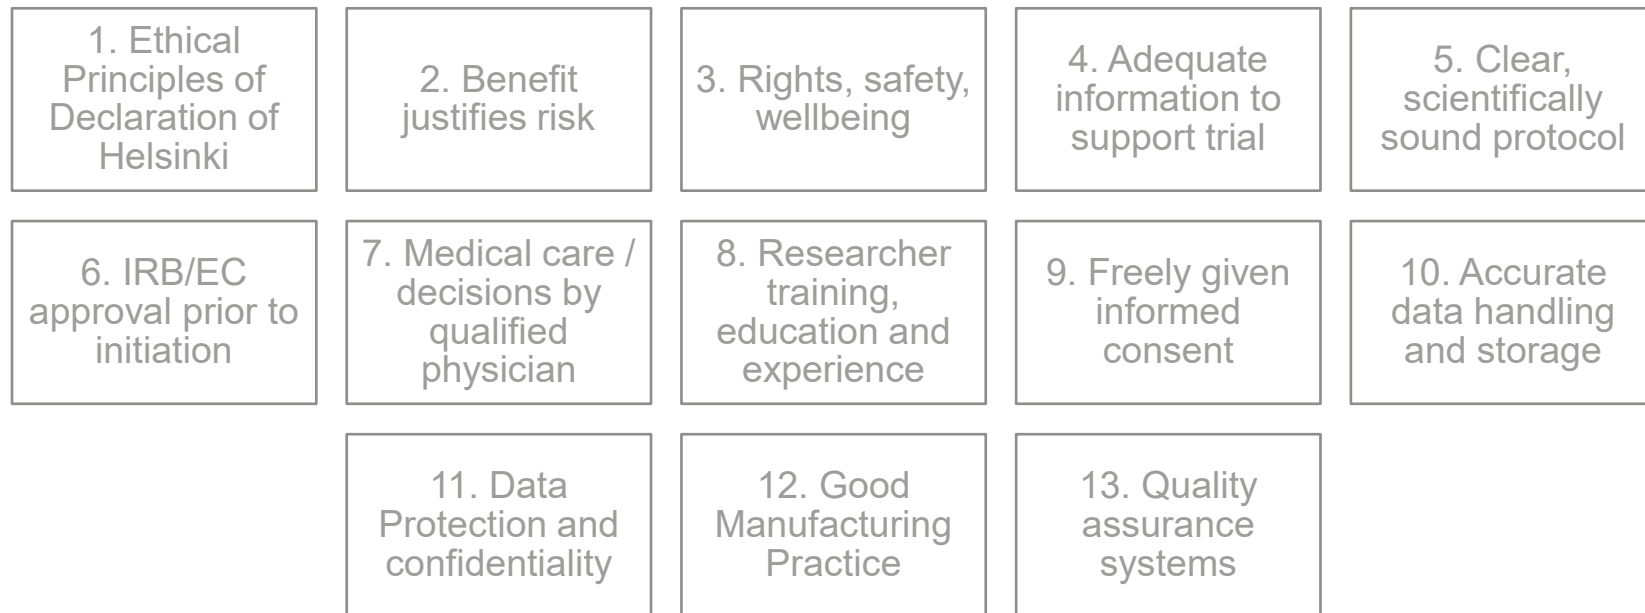 1. Ethical
Principles of
Declaration of
Helsinki
2. Benefit
justifies risk
3. Rights, safety,
wellbeing
4. Adequate
information to
support trial
5. Clear,
scientifically
sound protocol
6. IRB/EC
approval prior to
initiation
7. Medical care /
decisions by
qualified
physician
8. Researcher
training,
education and
experience
9. Freely given
informed
consent
10. Accurate
data handling
and storage
11. Data
Protection and
confidentiality
12. Good
Manufacturing
Practice
13. Quality
assurance
systems